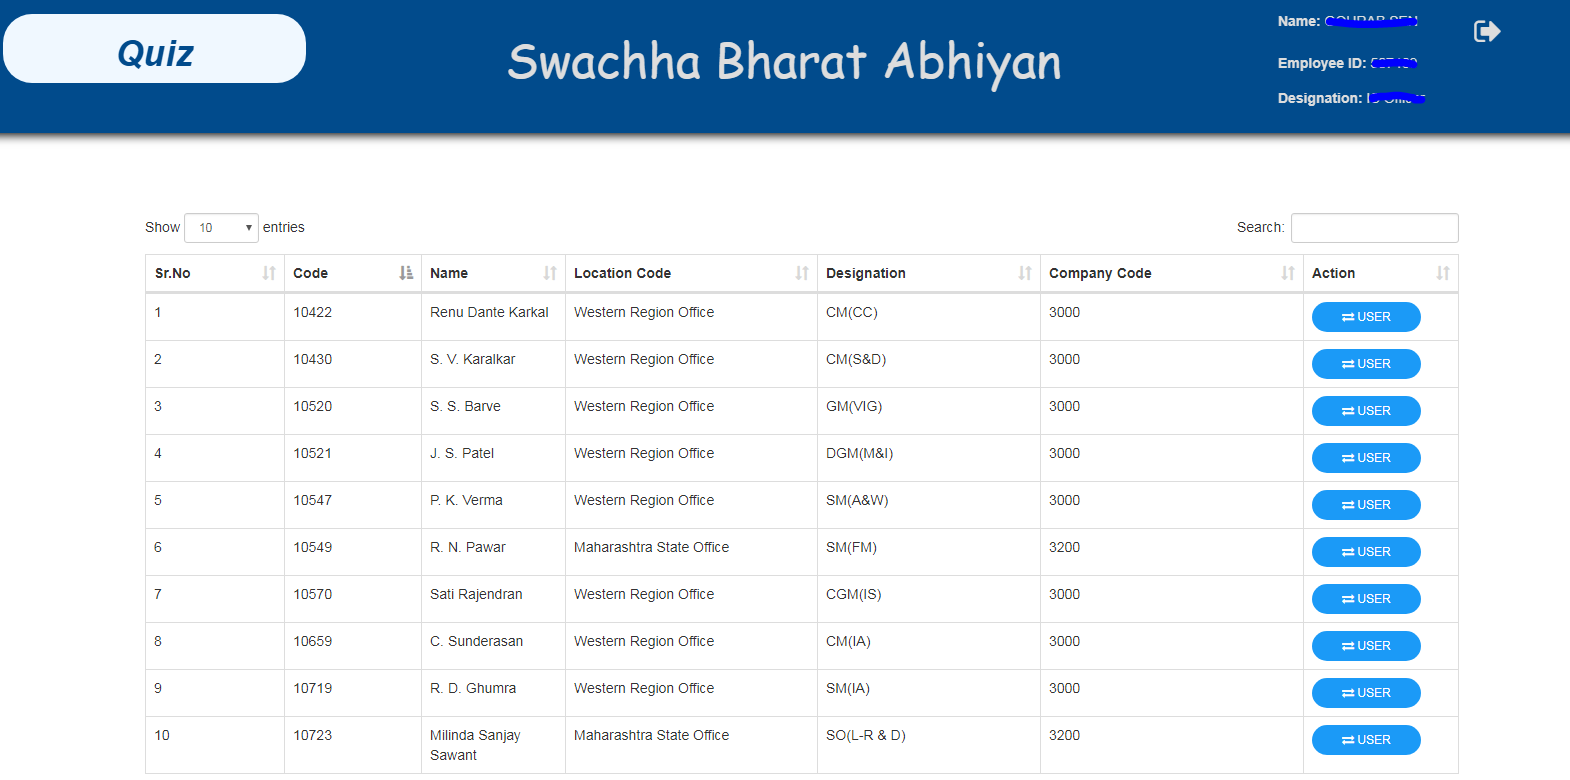 Quiz
Swachha Bharat Abhiyan
Name:
Employee ID:
Designation:
Show 10 entries
Search:
Sr.No Code Name Location Code Designation Company Code Action
1 10422 Renu Dante Karkal Western Region Office CM(CC) 3000 USER
2 10430 S. V. Karalkar Western Region Office CM(S&D) 3000 USER
3 10520 S. S. Barve Western Region Office GM(VIG) 3000 USER
4 10521 J. S. Patel Western Region Office DGM(M&I) 3000 USER
5 10547 P. K. Verma Western Region Office SM(A&W) 3000 USER
6 10549 R. N. Pawar Maharashtra State Office SM(FM) 3200 USER
7 10570 Sati Rajendran Western Region Office CGM(IS) 3000 USER
8 10659 C. Sunderasan Western Region Office CM(IA) 3000 USER
9 10719 R. D. Ghumra Western Region Office SM(IA) 3000 USER
10 10723 Milinda Sanjay Maharashtra State Office SO(L-R & D) 3200 USER
Sawant